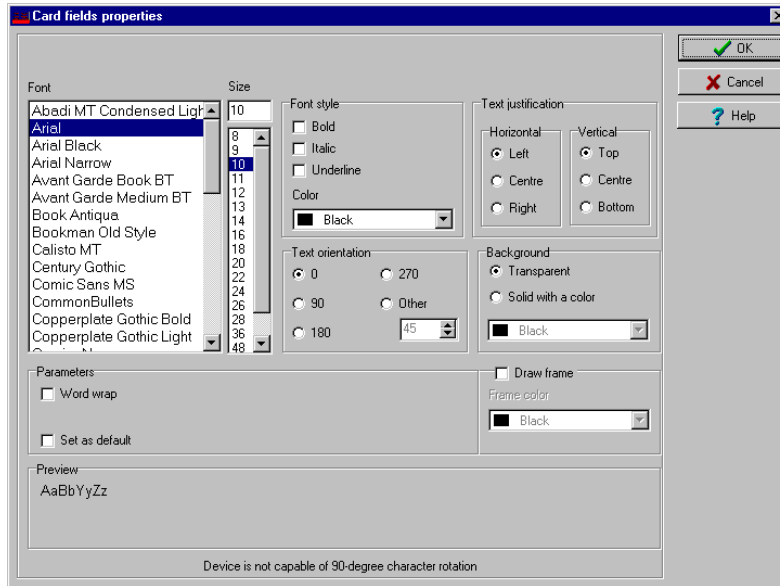 Card fields properties
OK
Cancel
Help
Font
Abadi MT Condensed Ligh
Arial
Arial Black
Arial Narrow
Avant Garde Book BT
Avant Garde Medium BT
Book Antiqua
Bookman Old Style
Calisto MT
Century Gothic
Comic Sans MS
CommonBullets
Copperplate Gothic Bold
Copperplate Gothic Light
Size
10
8
9
10
11
12
13
14
16
18
20
22
24
26
28
36
48
Font style
Bold
Italic
Underline
Color
Black
Text justification
Horizontal
Left
Centre
Right
Vertical
Top
Centre
Bottom
Text orientation
0
270
90
Other
180
45
Background
Transparent
Solid with a color
Black
Parameters
Word wrap
Set as default
Draw frame
Frame color
Black
Preview
AaBbYyZz
Device is not capable of 90-degree character rotation